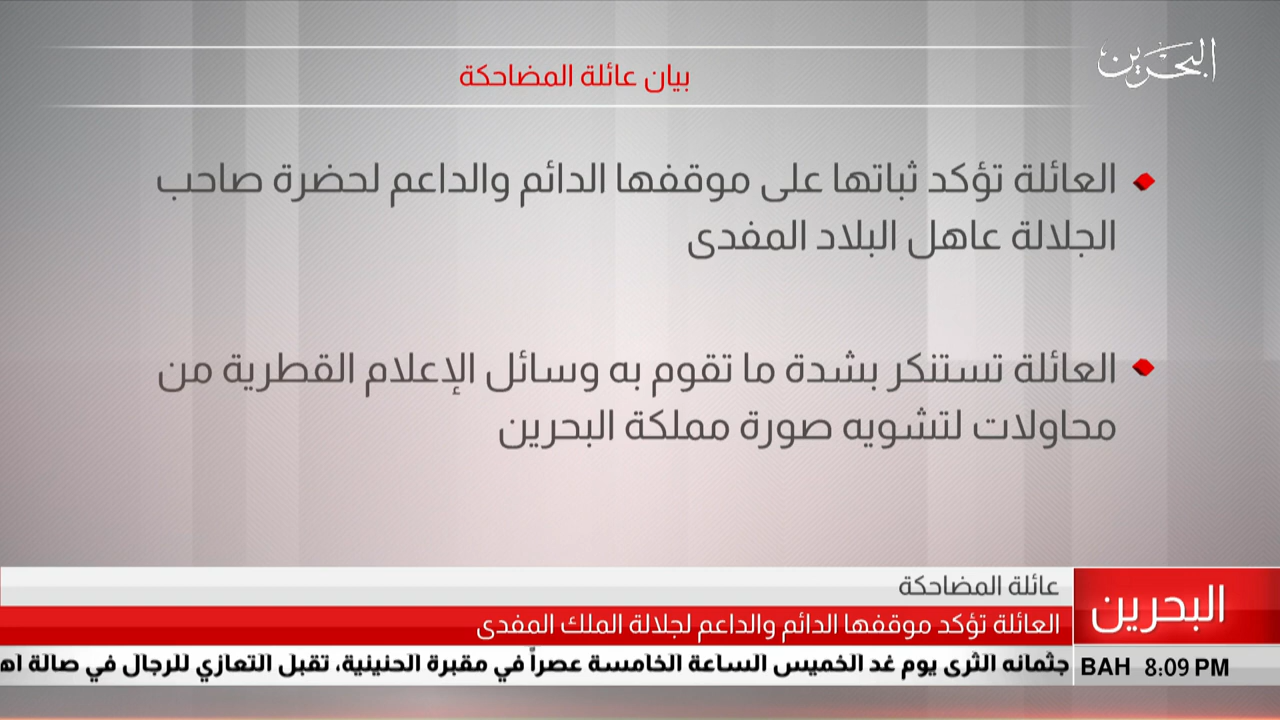 البحرين
بيان عائلة المضاحكة
العائلة تؤكد ثباتها على موقفها الدائم والداعم لحضرة صاحب
الجلالة عاهل البلاد المفدى
العائلة تستنكر بشدة ما تقوم به وسائل الإعلام القطرية من
محاولات لتشويه صورة مملكة البحرين
عائلة المضاحكة
البحرين
العائلة تؤكد موقفها الدائم والداعم لجلالة الملك المفدى
BAH 8:09 PM
جثمانه الثرى يوم غد الخميس الساعة الخامسة عصراً في مقبرة الحنينية، تقبل التعازي للرجال في صالة اه